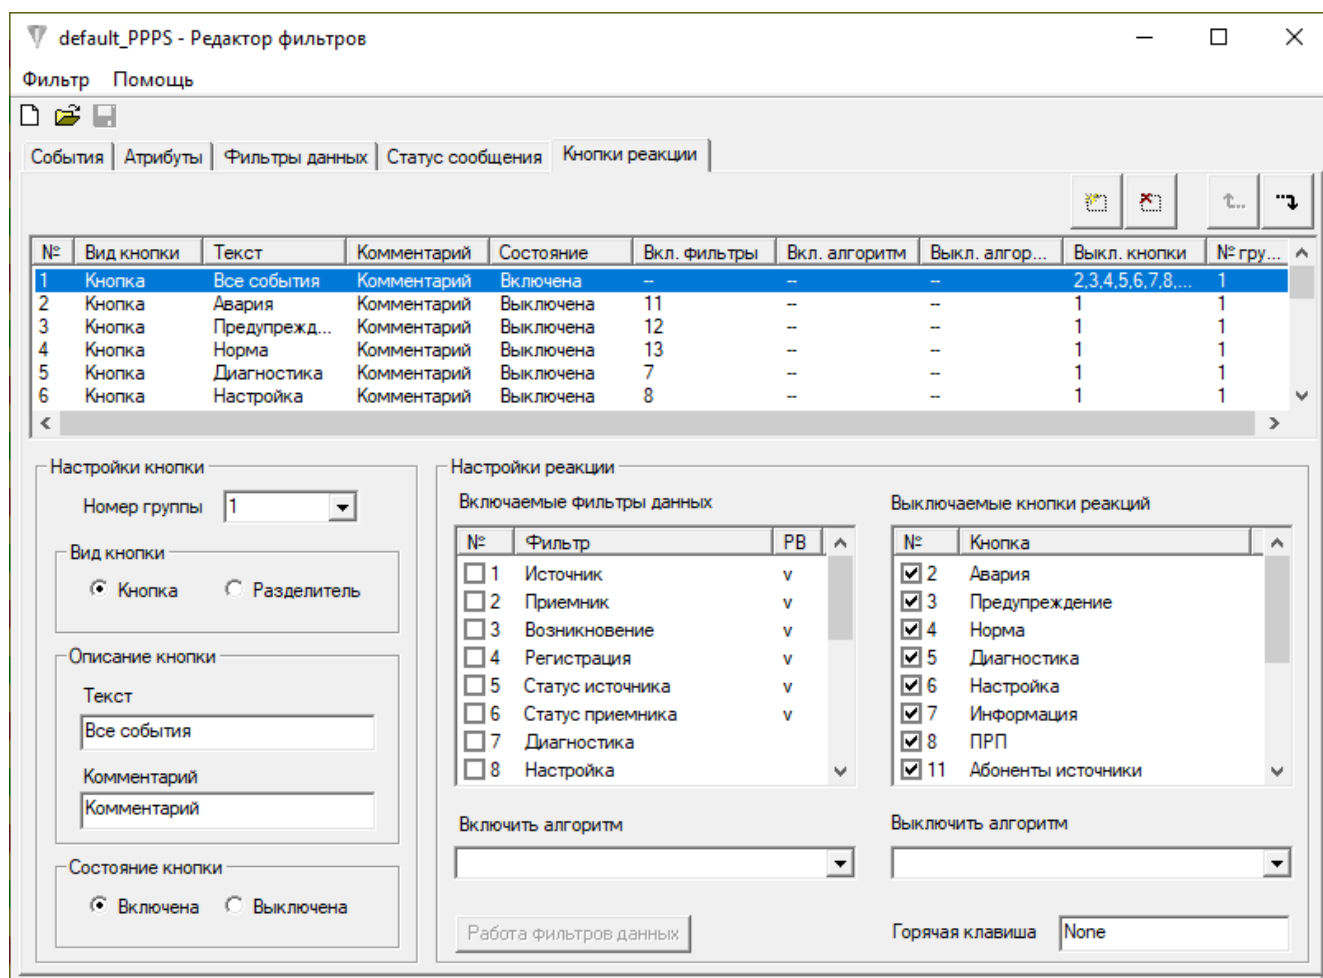 default_PPPS - Редактор фильтров
Фильтр Помощь
События Атрибуты Фильтры данных Статус сообщения Кнопки реакции
№ Вид кнопки Текст Комментарий Состояние Вкл. фильтры Вкл. алгоритм Выкл. алгор... Выкл. кнопки № гру...
1 Кнопка Все события Комментарий Включена -- -- -- 2,3,4,5,6,7,8,... 1
2 Кнопка Авария Комментарий Выключена 11 -- -- 1 1
3 Кнопка Предупрежд... Комментарий Выключена 12 -- -- 1 1
4 Кнопка Норма Комментарий Выключена 13 -- -- 1 1
5 Кнопка Диагностика Комментарий Выключена 7 -- -- 1 1
6 Кнопка Настройка Комментарий Выключена 8 -- -- 1 1
Настройки кнопки
Номер группы 1
Вид кнопки
Кнопка Разделитель
Описание кнопки
Текст
Все события
Комментарий
Комментарий
Состояние кнопки
Включена Выключена
Настройки реакции
Включаемые фильтры данных
№ Фильтр РВ
1 Источник v
2 Приемник v
3 Возникновение v
4 Регистрация v
5 Статус источника v
6 Статус приемника v
7 Диагностика
8 Настройка
Включить алгоритм
Работа фильтров данных
Выключаемые кнопки реакций
№ Кнопка
2 Авария
3 Предупреждение
4 Норма
5 Диагностика
6 Настройка
7 Информация
8 ПРП
11 Абоненты источники
Выключить алгоритм
Горячая клавиша None